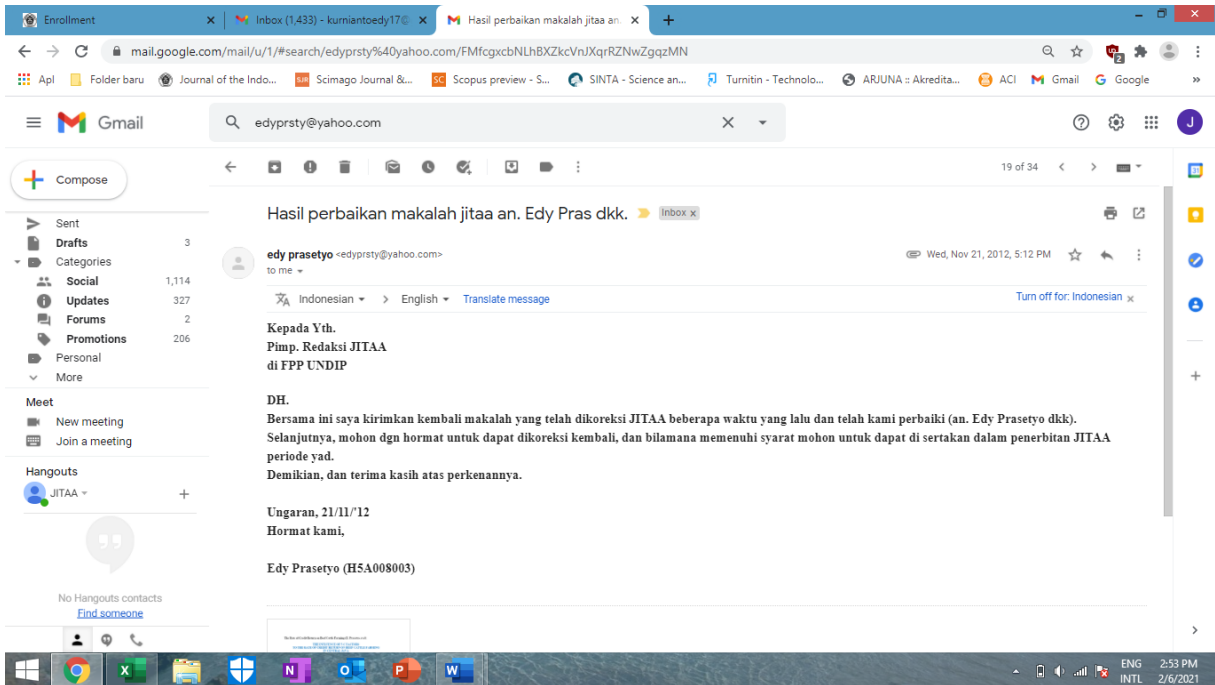 Enrollment
Inbox (1,433) - kurniantoedy17@
Hasil perbaikan makalah jitaa an.
mail.google.com/mail/u/1/#search/edyprsty%40yahoo.com/FMfcgxcbNLhBXZkcVnJXqrRZNwZgqzMN
Apl
Folder baru
Journal of the Indo...
Scimago Journal &...
Scopus preview - S...
SINTA - Science an...
Turnitin - Technolo...
ARJUNA :: Akredita...
ACI
Gmail
Google
Gmail
edyprsty@yahoo.com
J
Compose
19 of 34
Sent
Drafts 3
Categories
Social 1,114
Updates 327
Forums 2
Promotions 206
Personal
More
Meet
New meeting
Join a meeting
Hangouts
JITAA
No Hangouts contacts
Find someone
Hasil perbaikan makalah jitaa an. Edy Pras dkk. Inbox x
edy prasetyo <edyprsty@yahoo.com> Wed, Nov 21, 2012, 5:12 PM
to me
Indonesian > English Translate message Turn off for: Indonesian x
Kepada Yth.
Pimp. Redaksi JITAA
di FPP UNDIP
DH.
Bersama ini saya kirimkan kembali makalah yang telah dikoreksi JITAA beberapa waktu yang lalu dan telah kami perbaiki (an. Edy Prasetyo dkk).
Selanjutnya, mohon dgn hormat untuk dapat dikoreksi kembali, dan bilamana memenuhi syarat mohon untuk dapat di sertakan dalam penerbitan JITAA
periode yad.
Demikian, dan terima kasih atas perkenannya.
Ungaran, 21/11/'12
Hormat kami,
Edy Prasetyo (H5A008003)
ENG 2:53 PM
INTL 2/6/2021